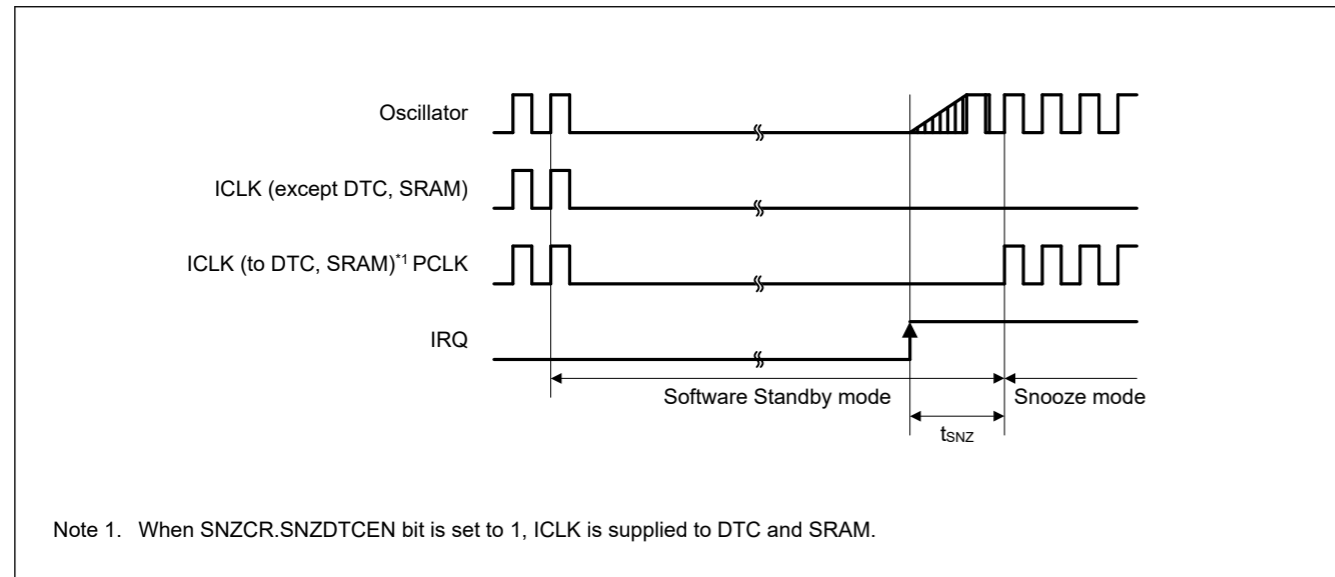 Oscillator
ICLK (except DTC, SRAM)
ICLK (to DTC, SRAM)*1 PCLK
IRQ
Software Standby mode
Snooze mode
tSNZ
Note 1. When SNZCR.SNZDTCEN bit is set to 1, ICLK is supplied to DTC and SRAM.